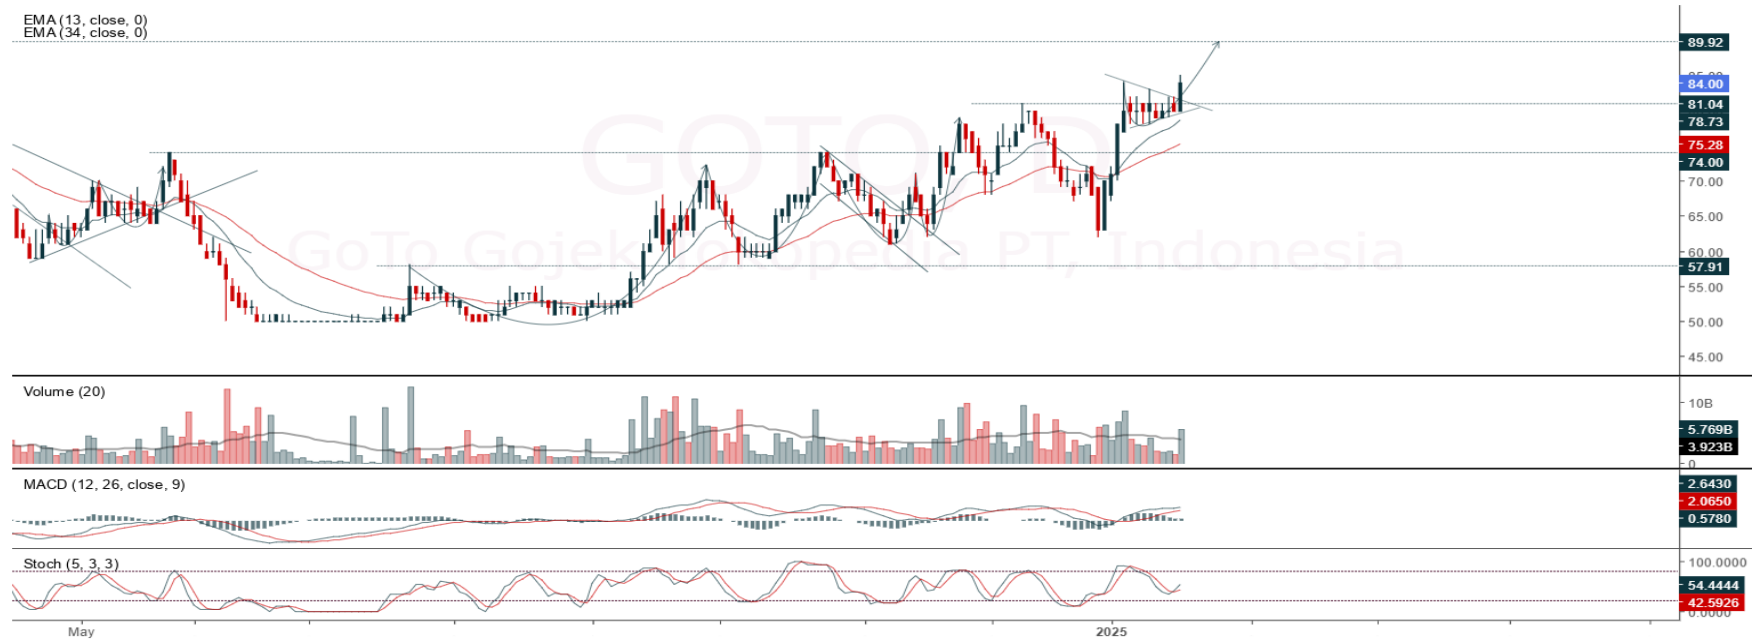 EMA (13, close, 0)
EMA (34, close, 0)
89.92
85.00
84.00
81.04
78.73
75.28
74.00
70.00
65.00
60.00
57.91
55.00
50.00
45.00
GoTo Gojek Tokopedia PT, Indonesia
Volume (20)
10B
5.769B
3.923B
0
MACD (12, 26, close, 9)
2.6430
2.0650
0.5780
Stoch (5, 3, 3)
100.0000
54.4444
42.5926
0.0000
May
2025